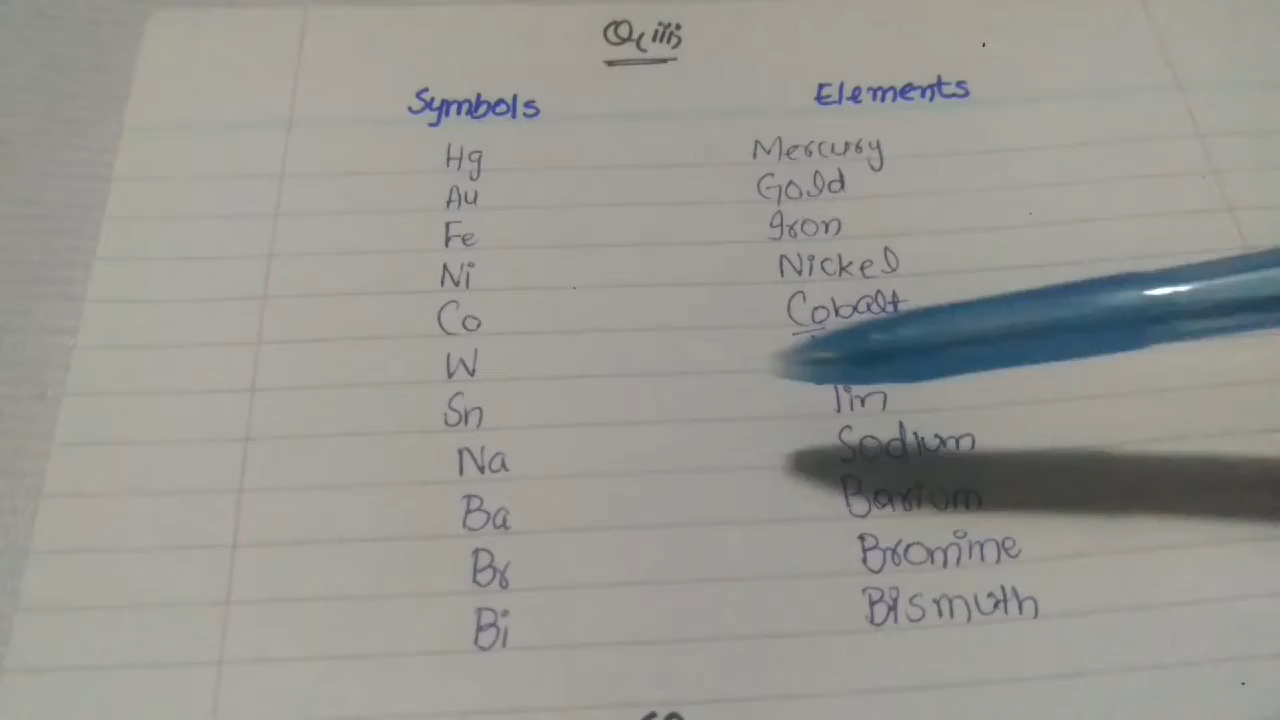 Q(iii)
Symbols Elements
Hg Mercury
Au Gold
Fe Iron
Ni Nickel
Co Cobalt
W
Sn Tin
Na Sodium
Ba Barium
Br Bromine
Bi Bismuth